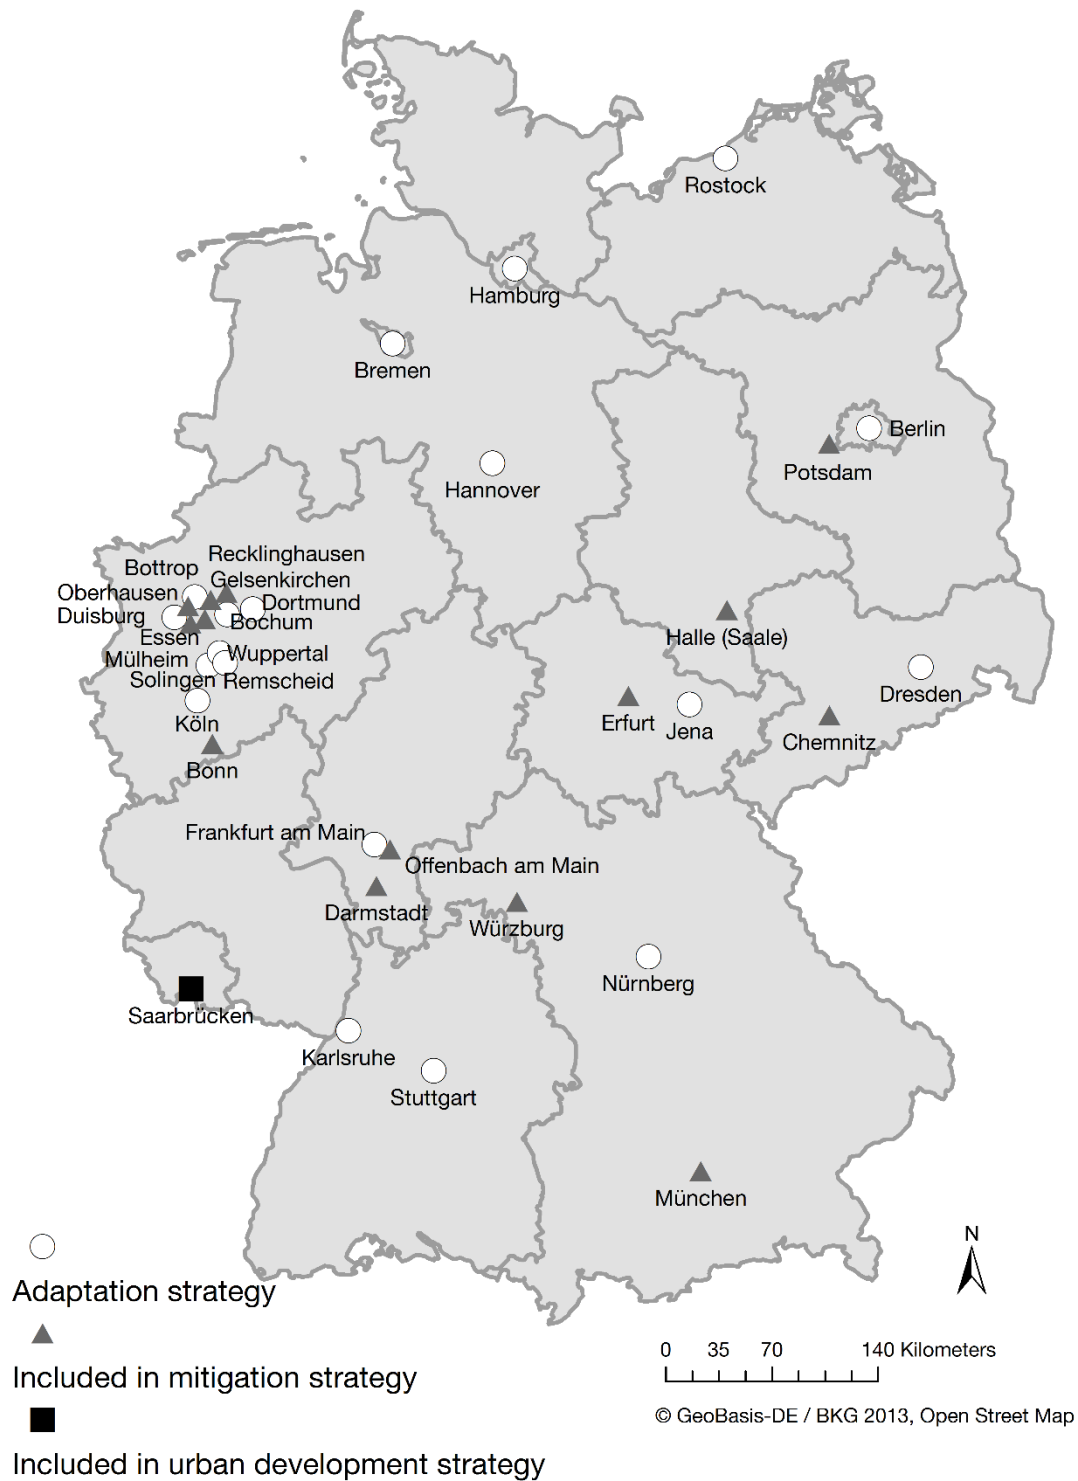 Rostock
Hamburg
Bremen
Berlin
Potsdam
Hannover
Recklinghausen
Bottrop
Gelsenkirchen
Oberhausen
Dortmund
Duisburg
Bochum
Essen
Halle (Saale)
Wuppertal
Mülheim
Solingen
Remscheid
Dresden
Köln
Erfurt
Jena
Chemnitz
Bonn
Frankfurt am Main
Offenbach am Main
Darmstadt
Würzburg
Nürnberg
Saarbrücken
Karlsruhe
Stuttgart
München
N
Adaptation strategy
Included in mitigation strategy
Included in urban development strategy
0 35 70 140 Kilometers
© GeoBasis-DE / BKG 2013, Open Street Map